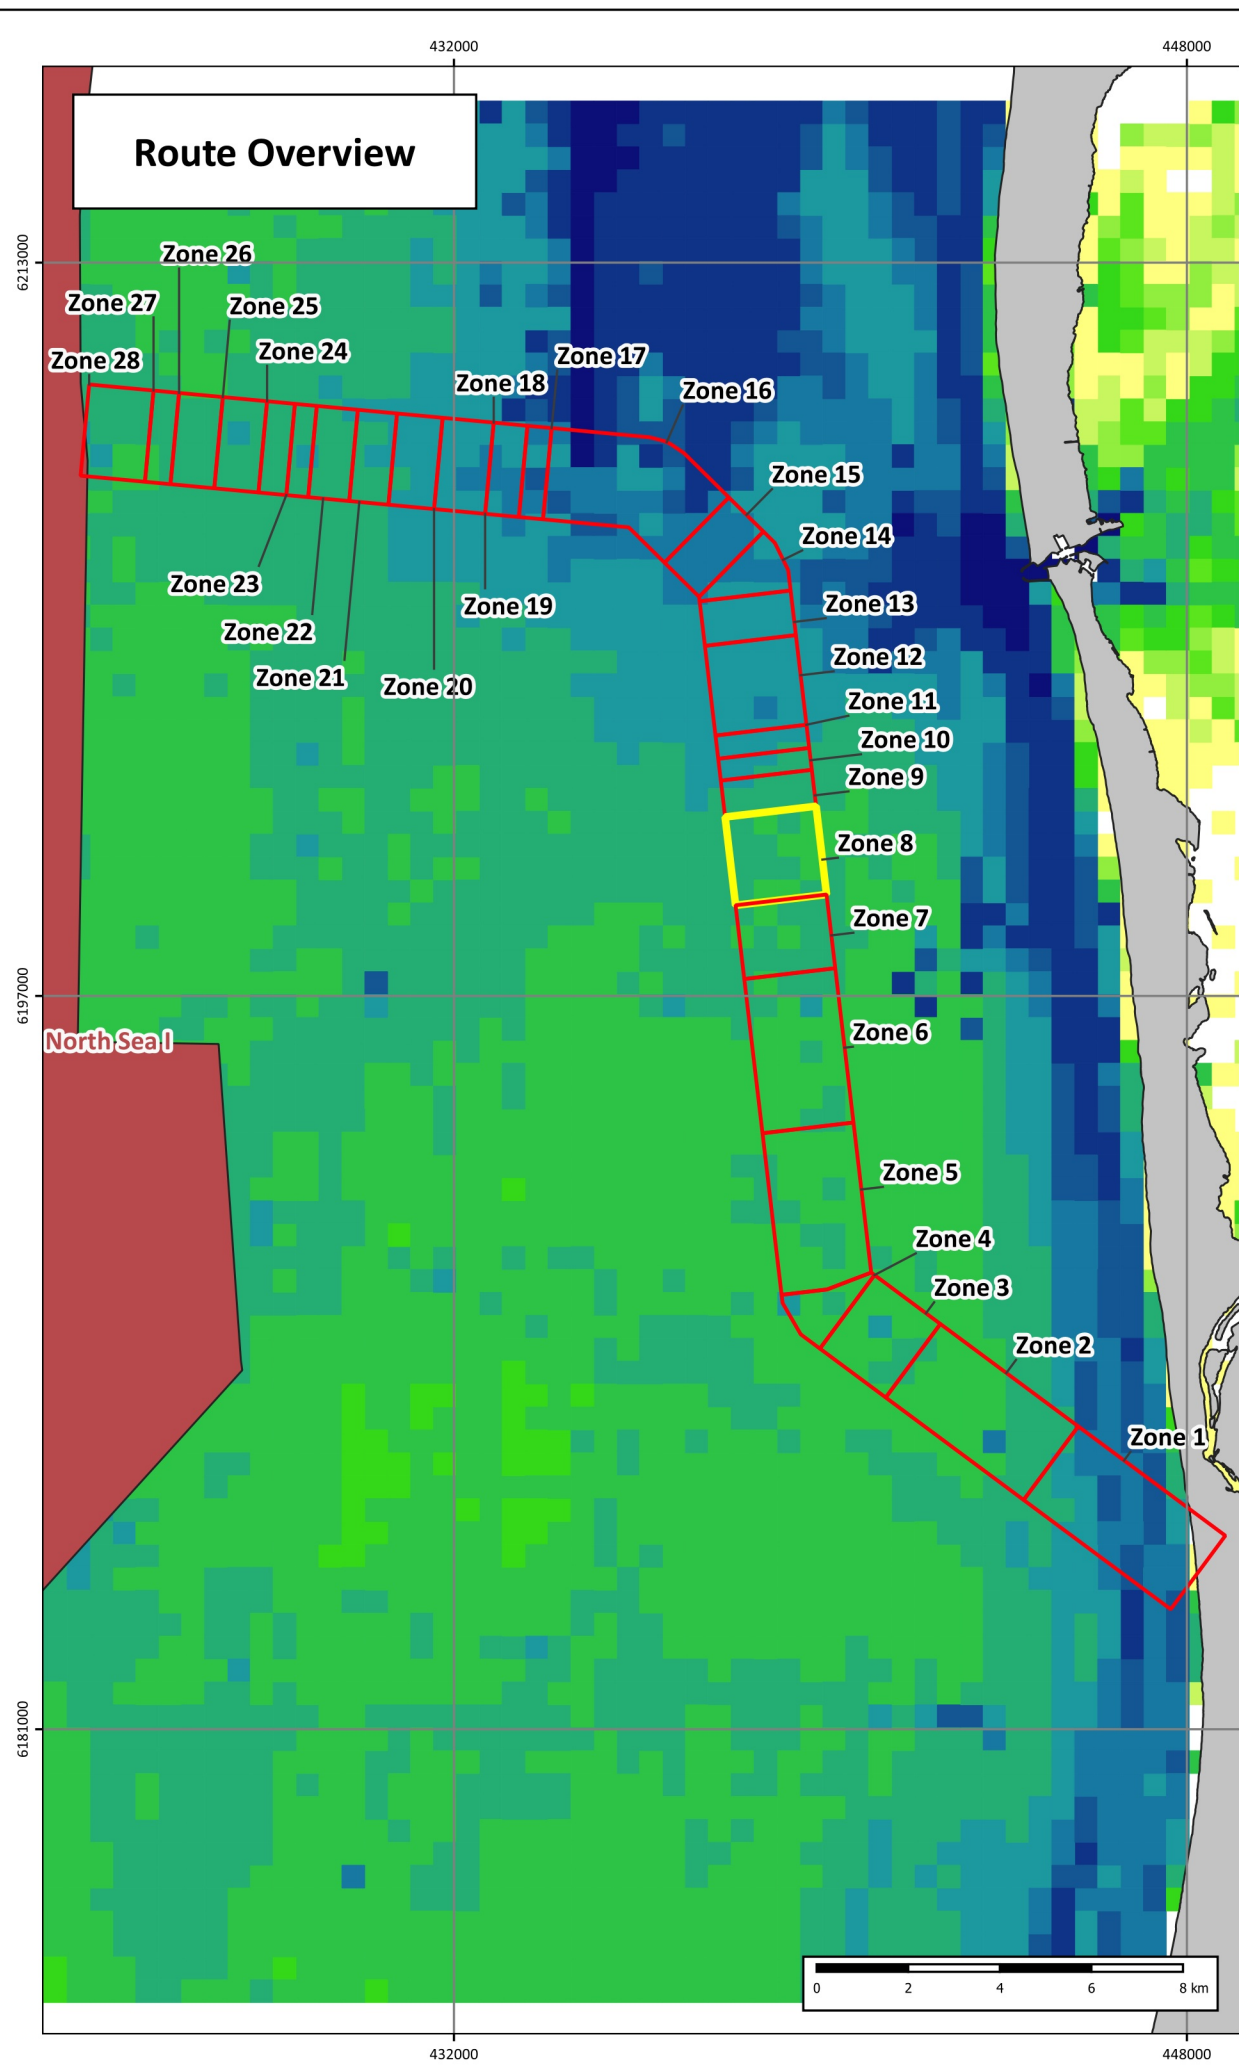 432000
448000
Route Overview
6213000
Zone 26
Zone 27
Zone 25
Zone 24
Zone 17
Zone 28
Zone 18
Zone 16
Zone 15
Zone 14
Zone 23
Zone 13
Zone 19
Zone 22
Zone 12
Zone 21
Zone 20
Zone 11
Zone 10
Zone 9
Zone 8
Zone 7
6197000
Zone 6
North Sea I
Zone 5
Zone 4
Zone 3
Zone 2
Zone 1
6181000
0 2 4 6 8 km
432000
448000